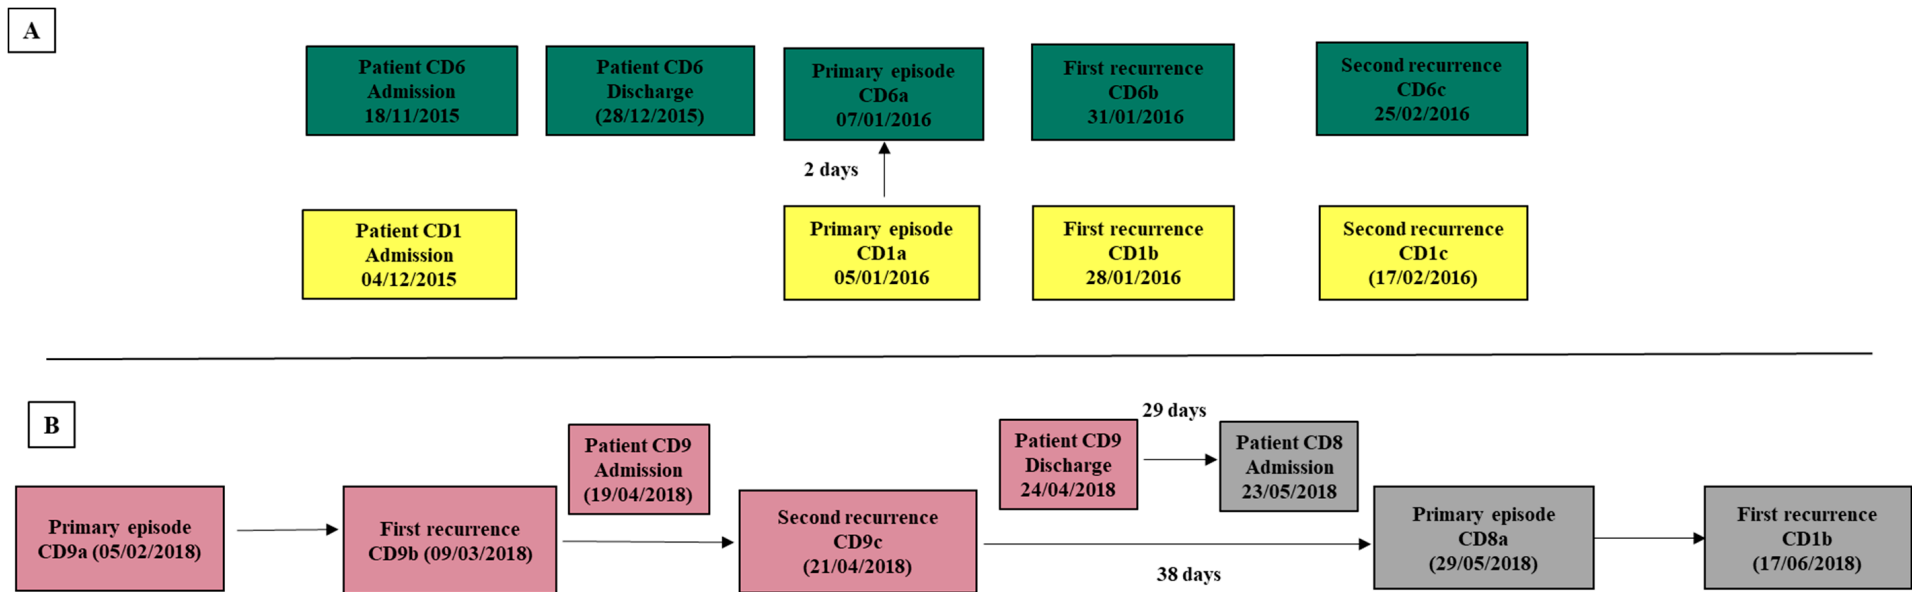 A
Patient CD6
Admission
18/11/2015
Patient CD6
Discharge
(28/12/2015)
Primary episode
CD6a
07/01/2016
First recurrence
CD6b
31/01/2016
Second recurrence
CD6c
25/02/2016
2 days
Patient CD1
Admission
04/12/2015
Primary episode
CD1a
05/01/2016
First recurrence
CD1b
28/01/2016
Second recurrence
CD1c
(17/02/2016)
B
Primary episode
CD9a (05/02/2018)
First recurrence
CD9b (09/03/2018)
Patient CD9
Admission
(19/04/2018)
Second recurrence
CD9c
(21/04/2018)
Patient CD9
Discharge
24/04/2018
29 days
Patient CD8
Admission
23/05/2018
38 days
Primary episode
CD8a
(29/05/2018)
First recurrence
CD1b
(17/06/2018)